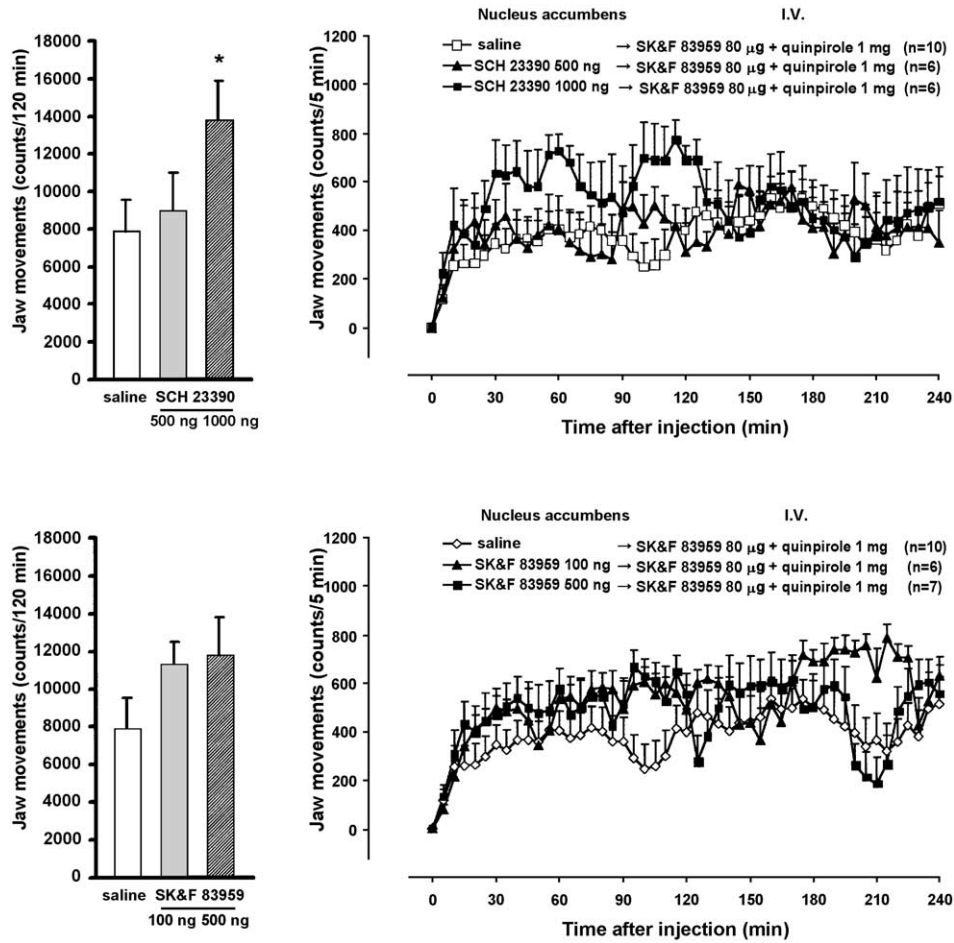 Jaw movements (counts/120 min)
18000
16000
14000
12000
10000
8000
6000
4000
2000
0
*
saline SCH 23390
500 ng 1000 ng
Nucleus accumbens I.V.
saline → SK&F 83959 80 μg + quinpirole 1 mg (n=10)
SCH 23390 500 ng → SK&F 83959 80 μg + quinpirole 1 mg (n=6)
SCH 23390 1000 ng → SK&F 83959 80 μg + quinpirole 1 mg (n=6)
Jaw movements (counts/5 min)
1200
1000
800
600
400
200
0
0 30 60 90 120 150 180 210 240
Time after injection (min)
Jaw movements (counts/120 min)
18000
16000
14000
12000
10000
8000
6000
4000
2000
0
saline SK&F 83959
100 ng 500 ng
Nucleus accumbens I.V.
saline → SK&F 83959 80 μg + quinpirole 1 mg (n=10)
SK&F 83959 100 ng → SK&F 83959 80 μg + quinpirole 1 mg (n=6)
SK&F 83959 500 ng → SK&F 83959 80 μg + quinpirole 1 mg (n=7)
Jaw movements (counts/5 min)
1200
1000
800
600
400
200
0
0 30 60 90 120 150 180 210 240
Time after injection (min)